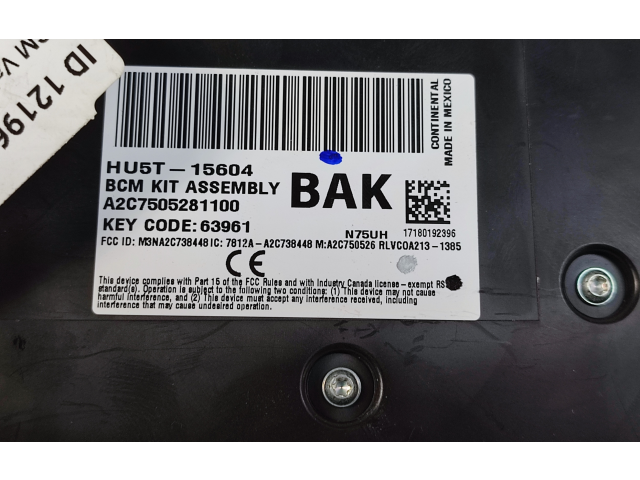 ID 12196
CONTINENTAL
MADE IN MEXICO
HU5T-15604
BCM KIT ASSEMBLY
BAK
A2C7505281100
KEY CODE: 63961
N75UH
17180192396
FCC ID: M3NA2C738448 IC: 7812A-A2C738448 M:A2C750526 RLVCOA213-1385
CE
This device complies with Part 15 of the FCC Rules and with Industry Canada license - exempt
standard(s). Operation is subject to the following two conditions: (1) This device may not cause
harmful interference, and (2) This device must accept any interference received, including
interference that may cause undesired operation.